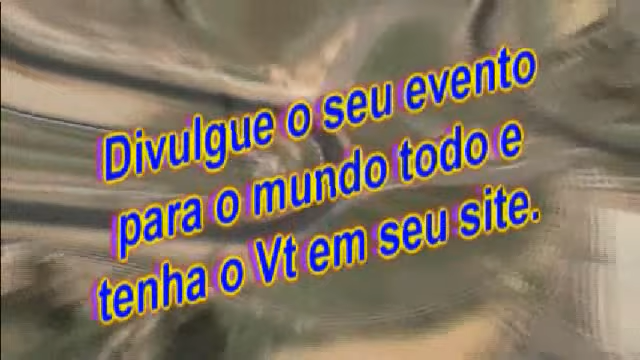 Divulgue o seu evento
para o mundo todo e
tenha o Vt em seu site.